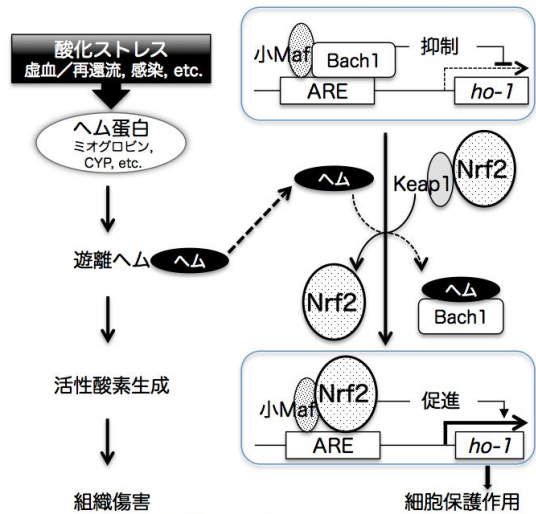 酸化ストレス
虚血／再還流, 感染, etc.
ヘム蛋白
ミオグロビン,
CYP, etc.
遊離ヘム
ヘム
活性酸素生成
組織傷害
小Maf
Bach1
抑制
ARE
ho-1
ヘム
Keap1
Nrf2
Nrf2
ヘム
Bach1
小Maf
Nrf2
促進
ARE
ho-1
細胞保護作用